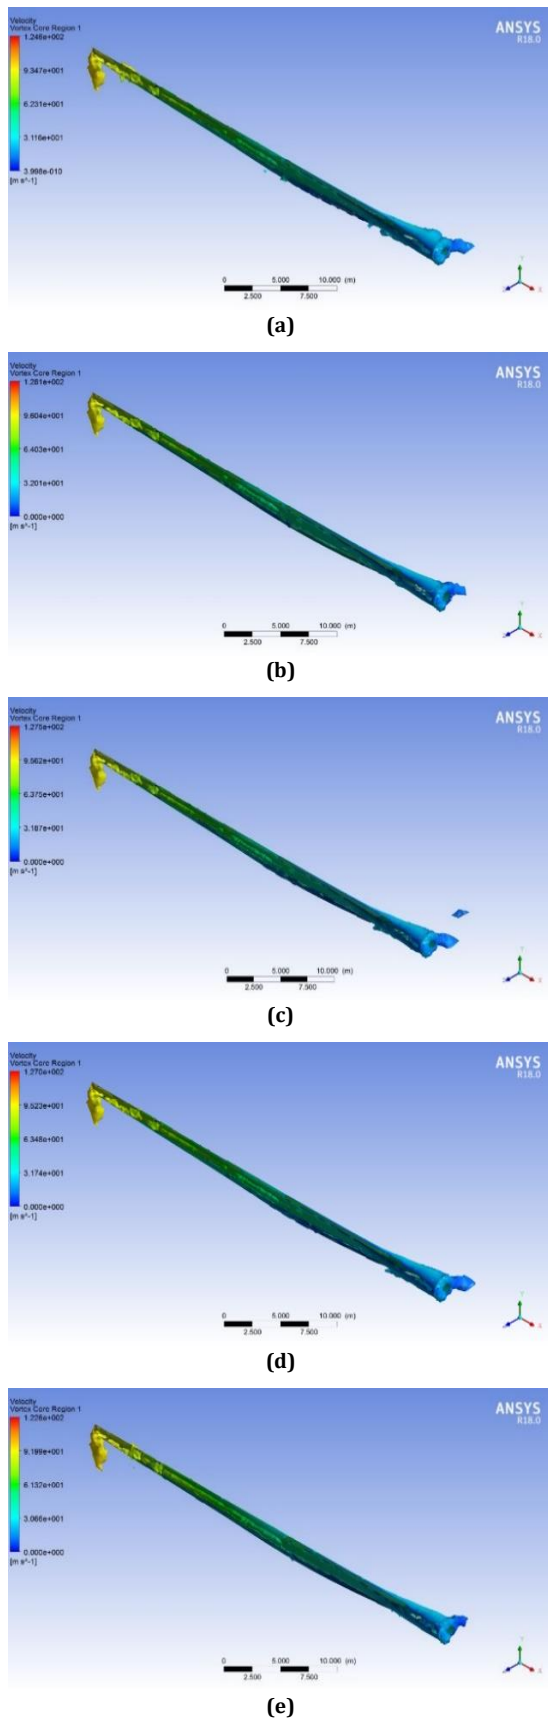 Velocity
Vortex Core Region 1
1.246e+002
9.347e+001
6.231e+001
3.116e+001
3.998e-010
[m s^-1]
ANSYS
R18.0
0 5.000 10.000 (m)
2.500 7.500
Y
Z X
(a)
Velocity
Vortex Core Region 1
1.281e+002
9.604e+001
6.403e+001
3.201e+001
0.000e+000
[m s^-1]
ANSYS
R18.0
0 5.000 10.000 (m)
2.500 7.500
Y
Z X
(b)
Velocity
Vortex Core Region 1
1.275e+002
9.562e+001
6.375e+001
3.187e+001
0.000e+000
[m s^-1]
ANSYS
R18.0
0 5.000 10.000 (m)
2.500 7.500
Y
Z X
(c)
Velocity
Vortex Core Region 1
1.270e+002
9.523e+001
6.348e+001
3.174e+001
0.000e+000
[m s^-1]
ANSYS
R18.0
0 5.000 10.000 (m)
2.500 7.500
Y
Z X
(d)
Velocity
Vortex Core Region 1
1.226e+002
9.199e+001
6.132e+001
3.066e+001
0.000e+000
[m s^-1]
ANSYS
R18.0
0 5.000 10.000 (m)
2.500 7.500
Y
Z X
(e)